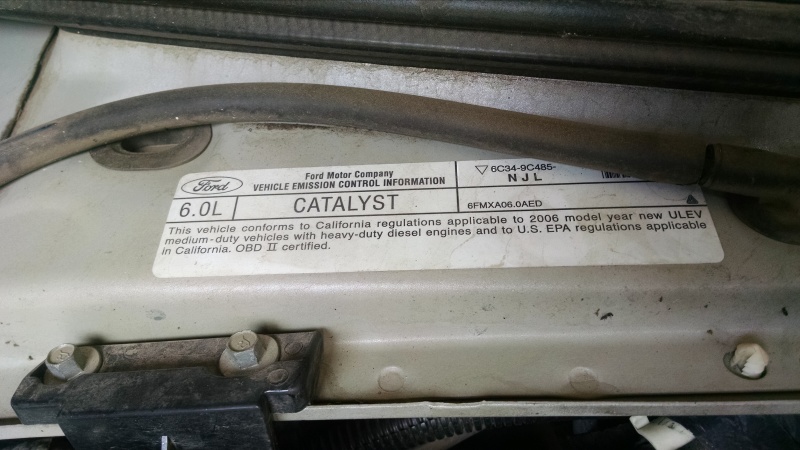 Ford
Ford Motor Company
VEHICLE EMISSION CONTROL INFORMATION
6C34-9C485-
NJL
6.0L
CATALYST
6FMXA06.0AED
This vehicle conforms to California regulations applicable to 2006 model year new ULEV
medium-duty vehicles with heavy-duty diesel engines and to U.S. EPA regulations applicable
in California. OBD II certified.